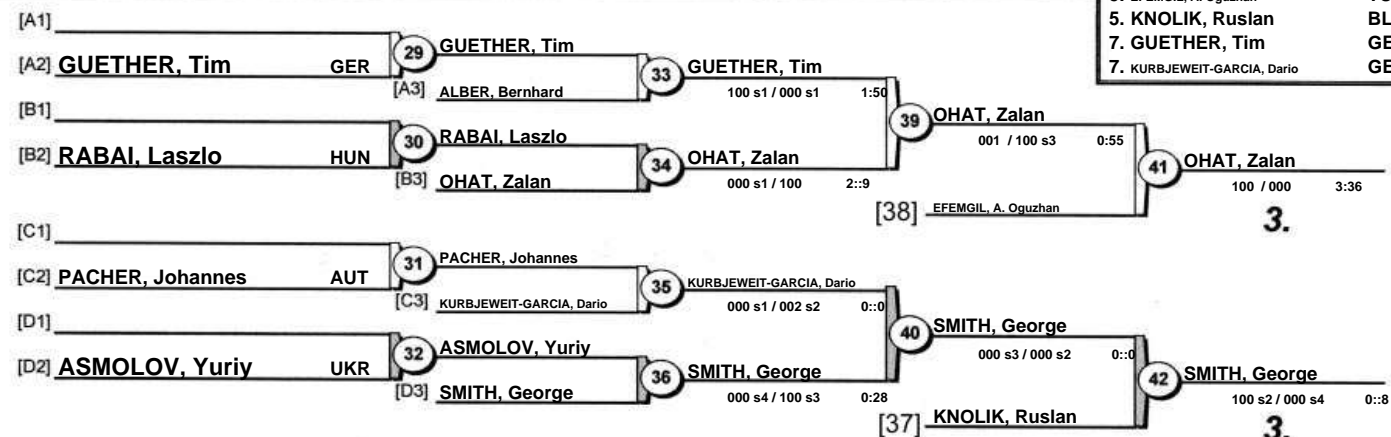 5. KNOLIK, Ruslan BL
7. GUETHER, Tim GE
7. KURBJEWEIT-GARCIA, Dario GE
[A1]
[A2] GUETHER, Tim GER
29 GUETHER, Tim
[A3] ALBER, Bernhard
33 GUETHER, Tim
100 s1 / 000 s1 1:50
[B1]
[B2] RABAI, Laszlo HUN
30 RABAI, Laszlo
[B3] OHAT, Zalan
34 OHAT, Zalan
000 s1 / 100 2::9
39 OHAT, Zalan
001 / 100 s3 0:55
[38] EFEMGIL, A. Oguzhan
41 OHAT, Zalan
100 / 000 3:36
3.
[C1]
[C2] PACHER, Johannes AUT
31 PACHER, Johannes
[C3] KURBJEWEIT-GARCIA, Dario
35 KURBJEWEIT-GARCIA, Dario
000 s1 / 002 s2 0::0
[D1]
[D2] ASMOLOV, Yuriy UKR
32 ASMOLOV, Yuriy
[D3] SMITH, George
36 SMITH, George
000 s4 / 100 s3 0:28
40 SMITH, George
000 s3 / 000 s2 0::0
[37] KNOLIK, Ruslan
42 SMITH, George
100 s2 / 000 s4 0::8
3.